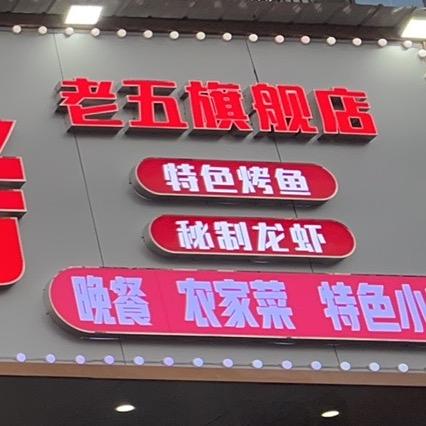 老五旗舰店
特色烤鱼
秘制龙虾
晚餐 农家菜 特色小